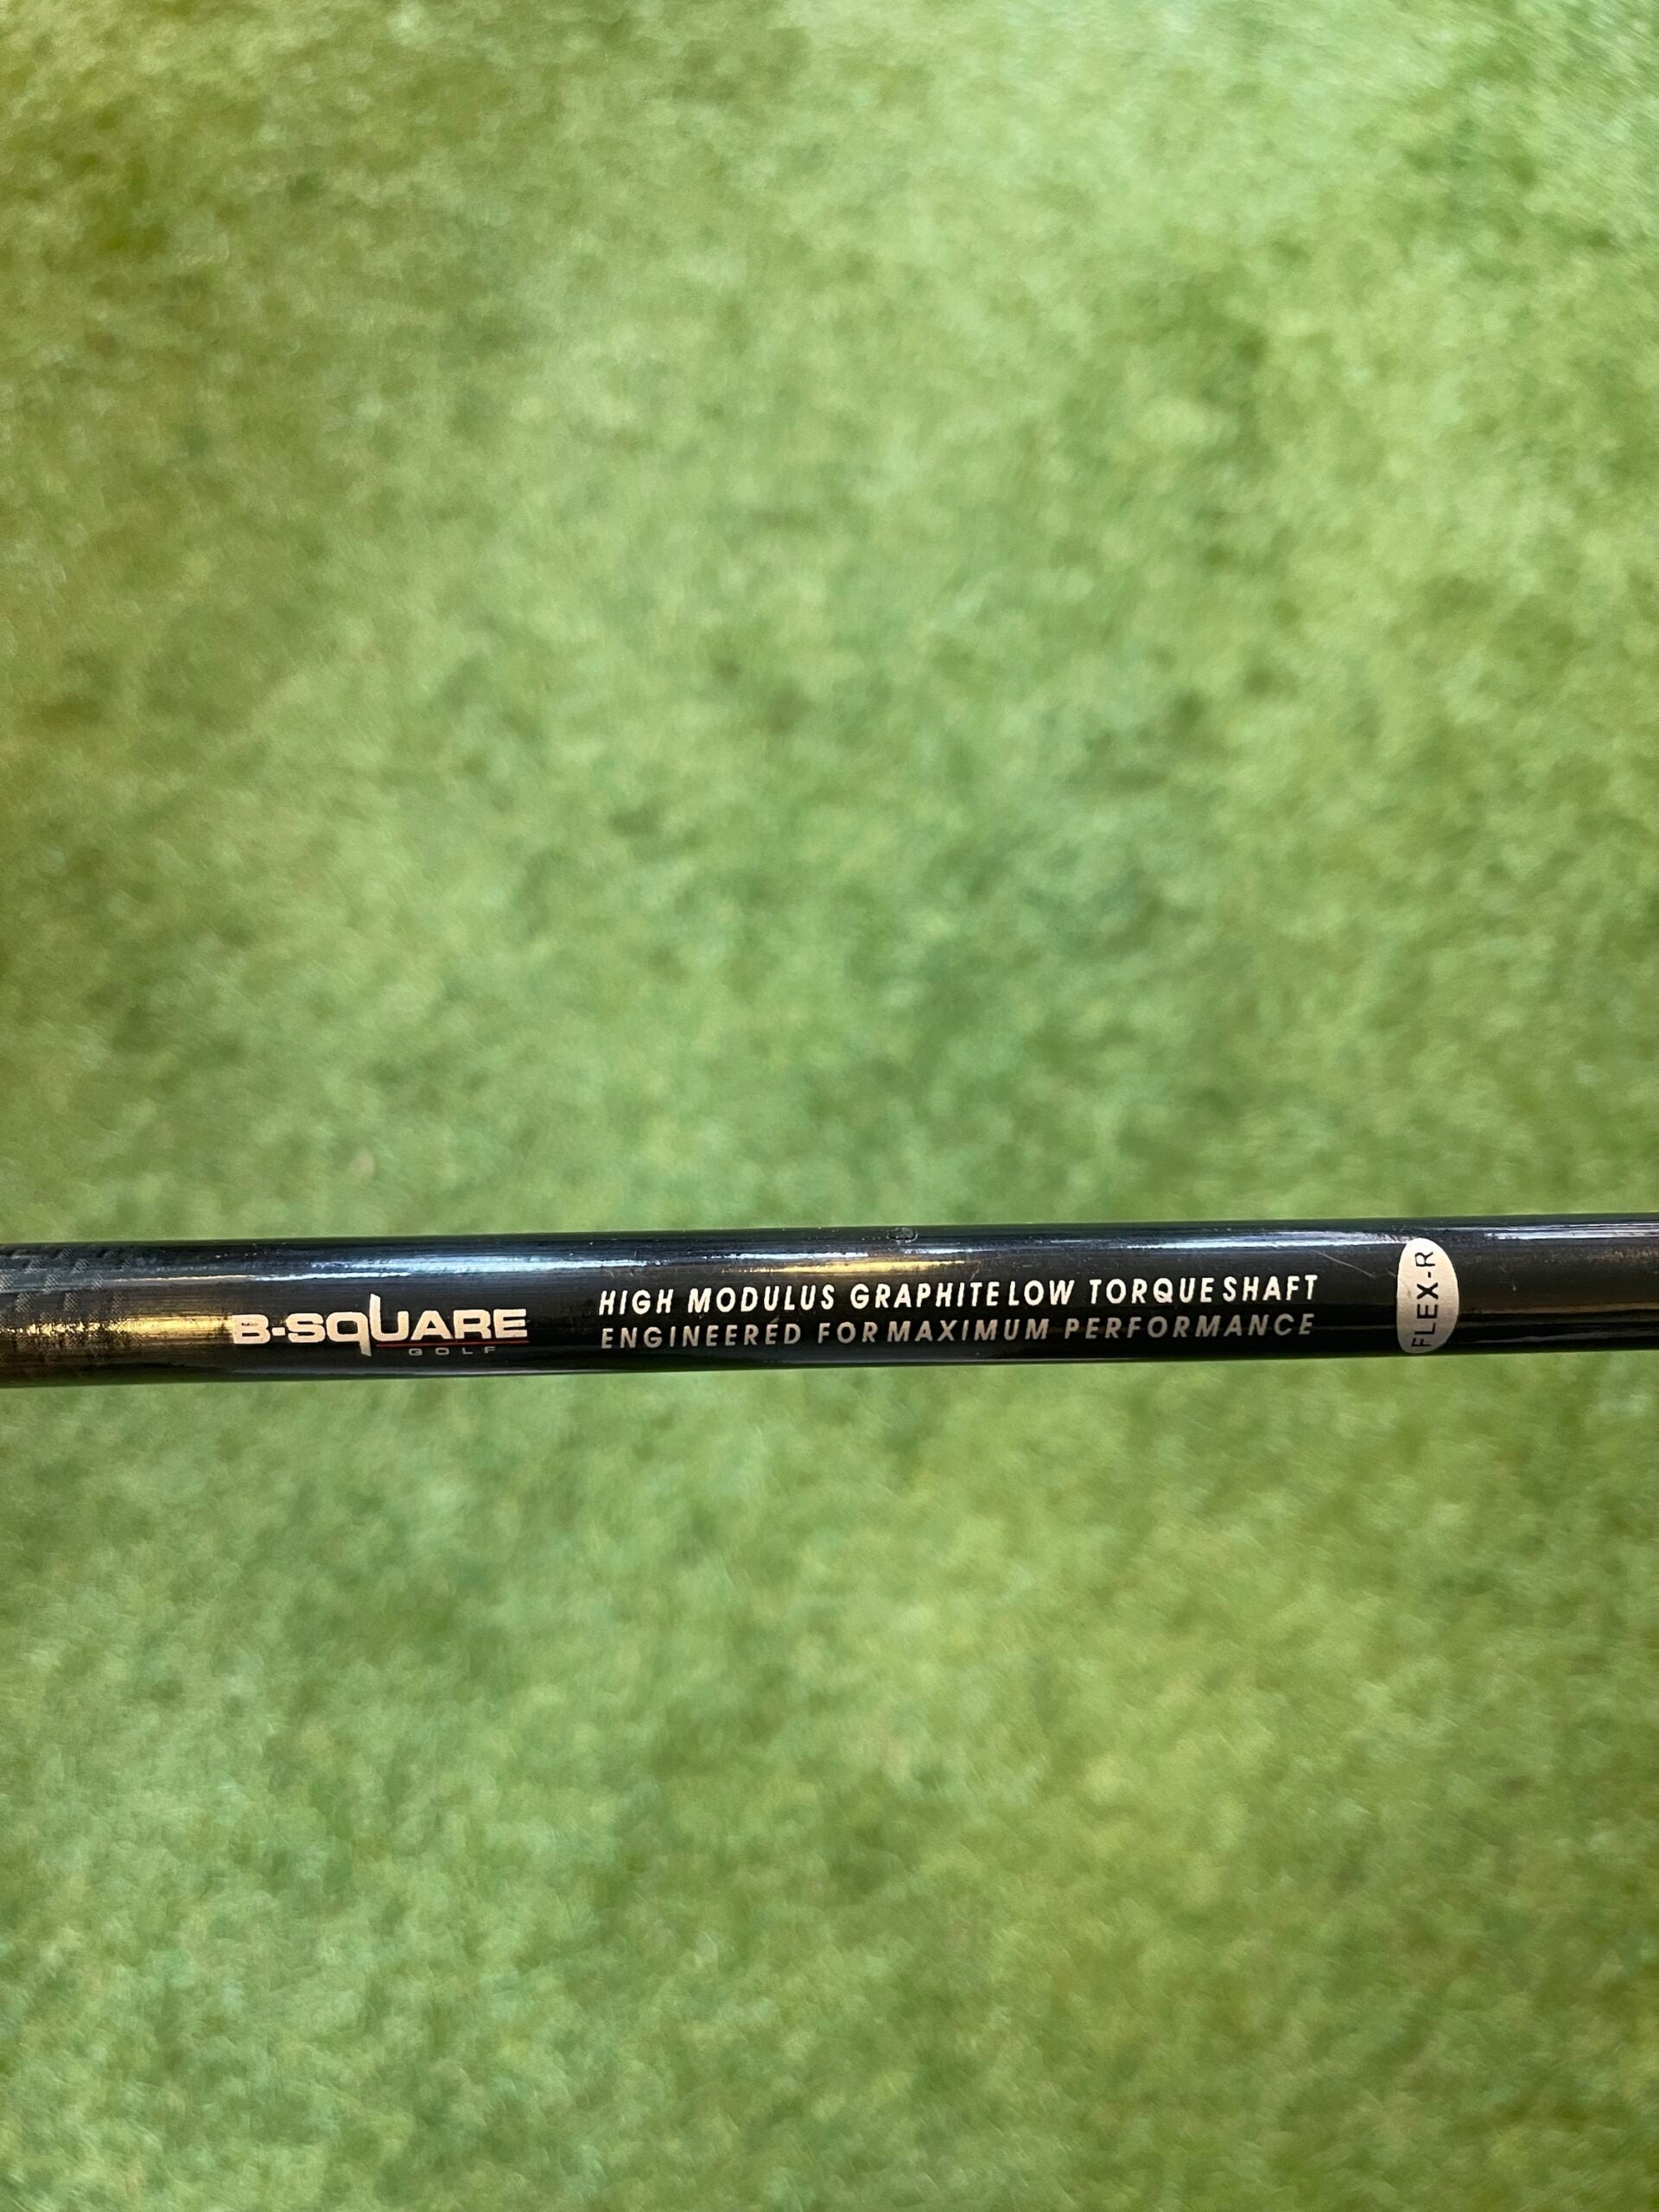 B-SQUARE
GOLF
HIGH MODULUS GRAPHITE LOW TORQUE SHAFT
ENGINEERED FOR MAXIMUM PERFORMANCE
FLEX-R